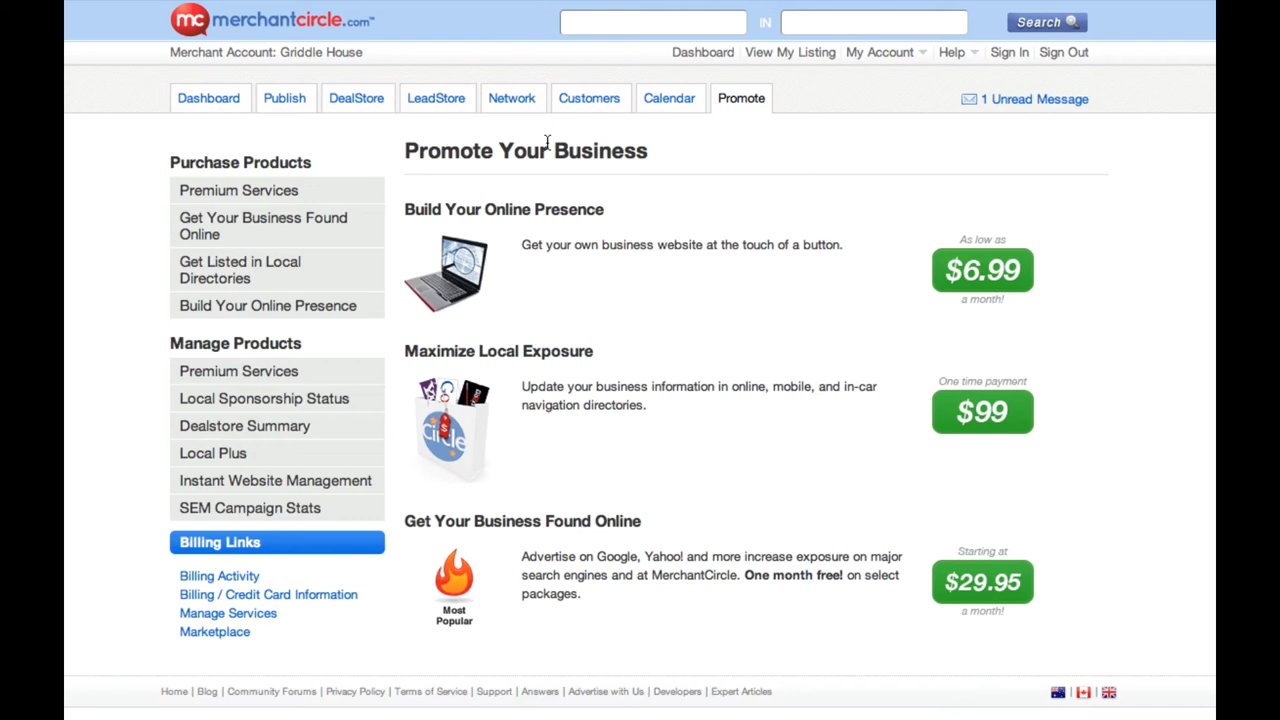 mc merchantcircle.com™
IN
Search
Merchant Account: Griddle House
Dashboard View My Listing My Account Help Sign In Sign Out
Dashboard Publish DealStore LeadStore Network Customers Calendar Promote
1 Unread Message
Promote Your Business
Purchase Products
Premium Services
Get Your Business Found
Online
Get Listed in Local
Directories
Build Your Online Presence
Manage Products
Premium Services
Local Sponsorship Status
Dealstore Summary
Local Plus
Instant Website Management
SEM Campaign Stats
Billing Links
Billing Activity
Billing / Credit Card Information
Manage Services
Marketplace
Build Your Online Presence
Get your own business website at the touch of a button.
As low as
$6.99
a month!
Maximize Local Exposure
Circle
Update your business information in online, mobile, and in-car
navigation directories.
One time payment
$99
Get Your Business Found Online
Most
Popular
Advertise on Google, Yahoo! and more increase exposure on major
search engines and at MerchantCircle. One month free! on select
packages.
Starting at
$29.95
a month!
Home | Blog | Community Forums | Privacy Policy | Terms of Service | Support | Answers | Advertise with Us | Developers | Expert Articles